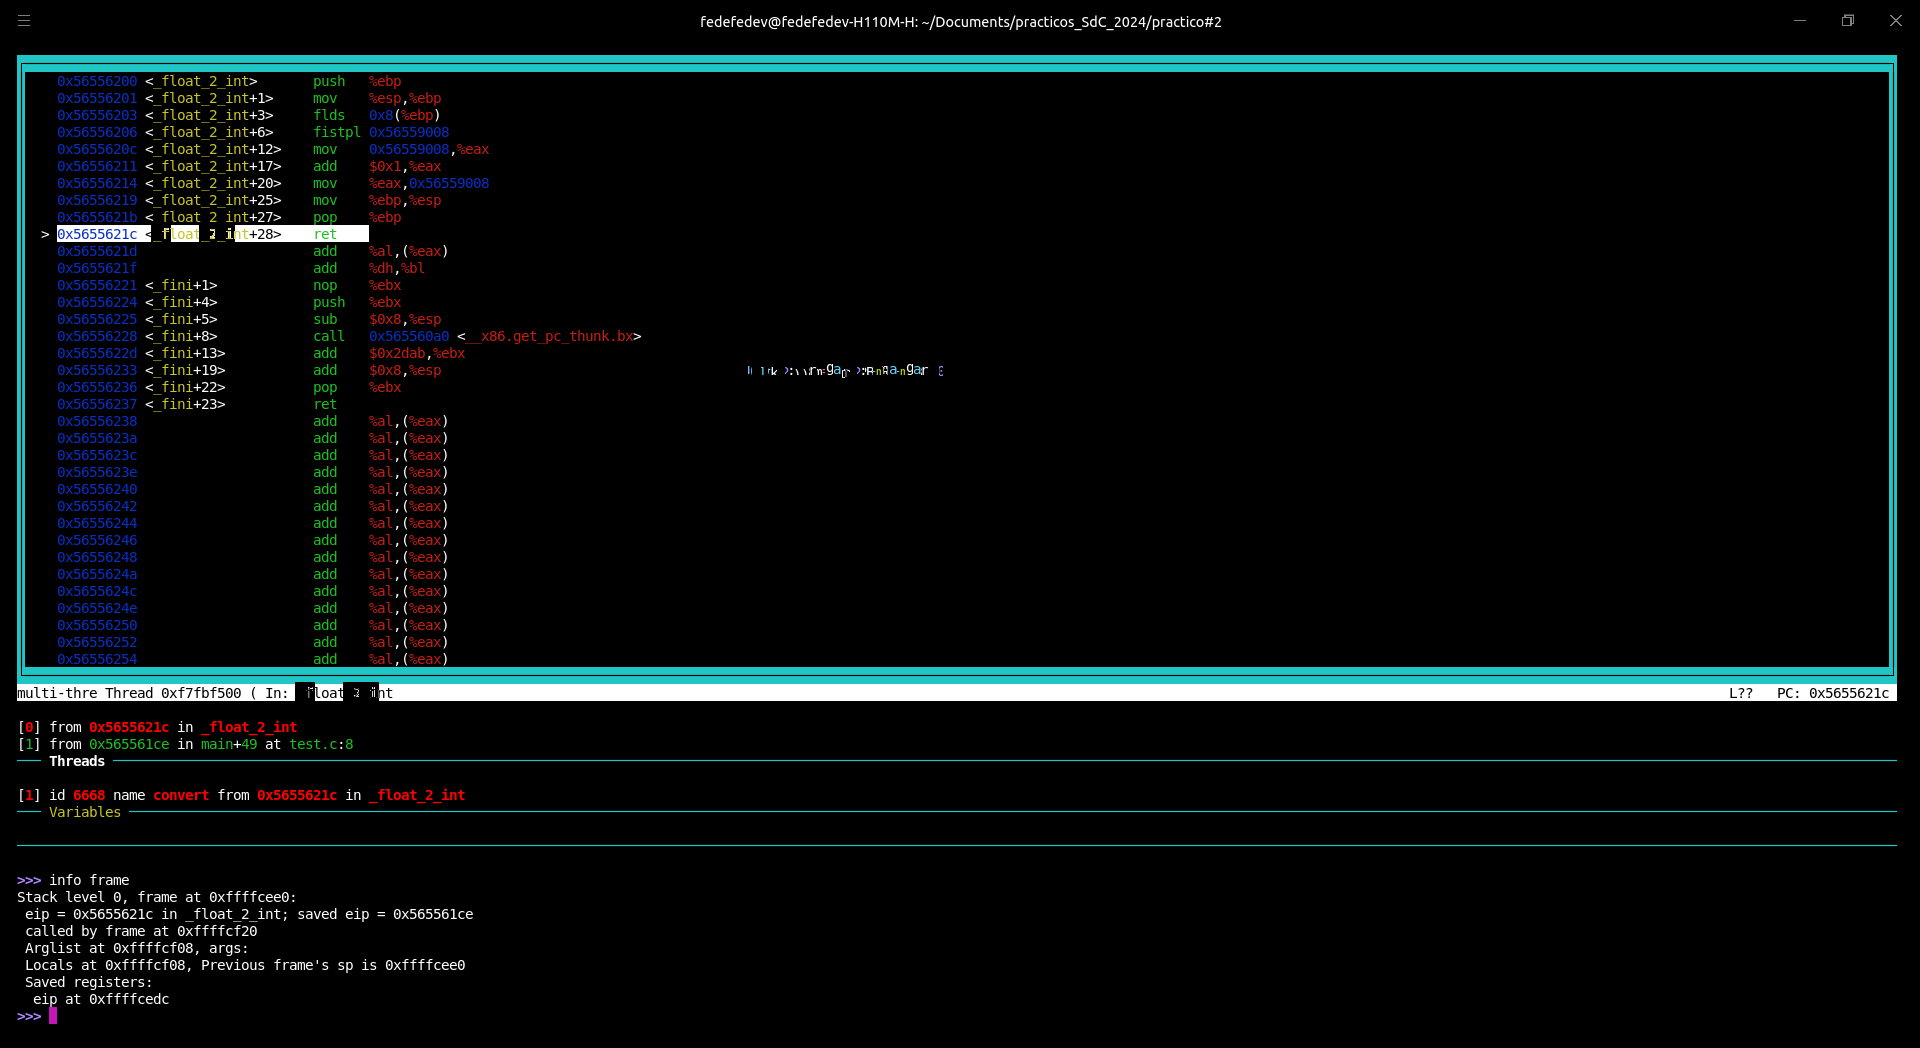 fedefedev@fedefedev-H110M-H: ~/Documents/practicos_SdC_2024/practico#2
0x56556200 <_float_2_int> push %ebp
0x56556201 <_float_2_int+1> mov %esp,%ebp
0x56556203 <_float_2_int+3> flds 0x8(%ebp)
0x56556206 <_float_2_int+6> fistpl 0x56559008
0x5655620c <_float_2_int+12> mov 0x56559008,%eax
0x56556211 <_float_2_int+17> add $0x1,%eax
0x56556214 <_float_2_int+20> mov %eax,0x56559008
0x56556219 <_float_2_int+25> mov %ebp,%esp
0x5655621b <_float_2_int+27> pop %ebp
> 0x5655621c <_float_2_int+28> ret
0x5655621d add %al,(%eax)
0x5655621f add %dh,%bl
0x56556221 <_fini+1> nop %ebx
0x56556224 <_fini+4> push %ebx
0x56556225 <_fini+5> sub $0x8,%esp
0x56556228 <_fini+8> call 0x565560a0 <__x86.get_pc_thunk.bx>
0x5655622d <_fini+13> add $0x2dab,%ebx
0x56556233 <_fini+19> add $0x8,%esp
0x56556236 <_fini+22> pop %ebx
0x56556237 <_fini+23> ret
0x56556238 add %al,(%eax)
0x5655623a add %al,(%eax)
0x5655623c add %al,(%eax)
0x5655623e add %al,(%eax)
0x56556240 add %al,(%eax)
0x56556242 add %al,(%eax)
0x56556244 add %al,(%eax)
0x56556246 add %al,(%eax)
0x56556248 add %al,(%eax)
0x5655624a add %al,(%eax)
0x5655624c add %al,(%eax)
0x5655624e add %al,(%eax)
0x56556250 add %al,(%eax)
0x56556252 add %al,(%eax)
0x56556254 add %al,(%eax)
multi-thre Thread 0xf7fbf500 ( In: _float_2_int L?? PC: 0x5655621c
[0] from 0x5655621c in _float_2_int
[1] from 0x565561ce in main+49 at test.c:8
Threads
[1] id 6668 name convert from 0x5655621c in _float_2_int
Variables
>>> info frame
Stack level 0, frame at 0xffffcee0:
eip = 0x5655621c in _float_2_int; saved eip = 0x565561ce
called by frame at 0xffffcf20
Arglist at 0xffffcf08, args:
Locals at 0xffffcf08, Previous frame's sp is 0xffffcee0
Saved registers:
eip at 0xffffcedc
>>>